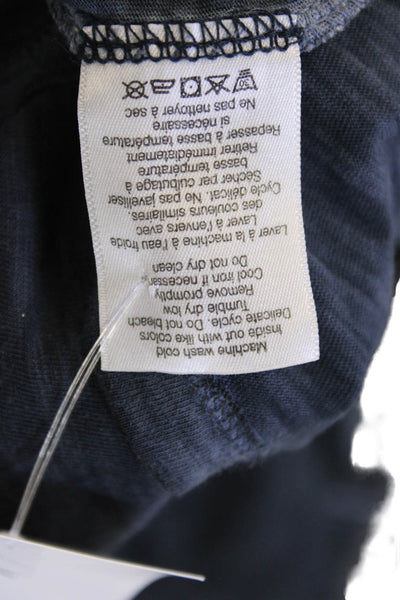 Machine wash cold
Inside out with like colors
Delicate cycle. Do not bleach
Tumble dry low
Remove promptly
Cool iron if necessary
Do not dry clean
Laver à la machine à l'eau froide
Laver à l'envers avec
des couleurs similaires.
Cycle délicat. Ne pas javelliser
Sécher par culbutage à
basse température
Retirer immédiatement
Repasser à basse température
si nécessaire
Ne pas nettoyer à sec
30